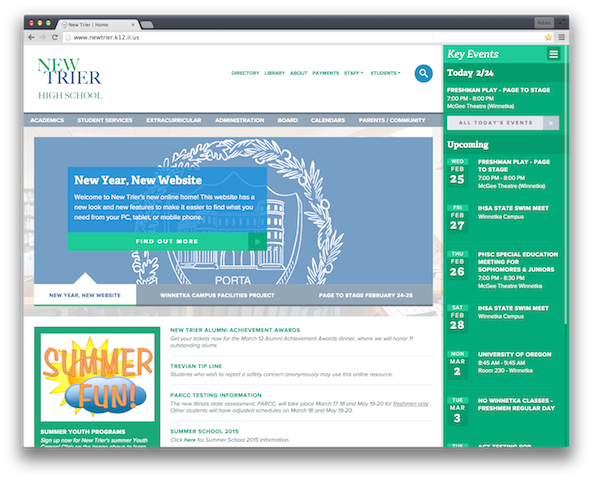 New Trier | Home
www.newtrier.k12.il.us
NEW
TRIER
HIGH SCHOOL
DIRECTORY LIBRARY ABOUT PAYMENTS STAFF STUDENTS
ACADEMICS STUDENT SERVICES EXTRACURRICULAR ADMINISTRATION BOARD CALENDARS PARENTS / COMMUNITY
New Year, New Website
Welcome to New Trier's new online home! This website has a
new look and new features to make it easier to find what you
need from your PC, tablet, or mobile phone.
FIND OUT MORE
PORTA
NEW YEAR, NEW WEBSITE WINNETKA CAMPUS FACILITIES PROJECT PAGE TO STAGE FEBRUARY 24-25
SUMMER
FUN!
SUMMER YOUTH PROGRAMS
Sign up now for New Trier's summer Youth
NEW TRIER ALUMNI ACHIEVEMENT AWARDS
Get your tickets now for the March 12 Alumni Achievement Awards dinner, where we will honor 11
outstanding alums.
TREVIAN TIP LINE
Students who wish to report a safety concern anonymously may use this online resource.
PARCC TESTING INFORMATION
The new Illinois state assessment, PARCC, will take place March 17-18 and May 19-20 for freshmen only.
Other students will have adjusted schedules on March 18 and May 19-20.
SUMMER SCHOOL 2015
Click here for Summer School 2015 information.
Key Events
Today 2/24
FRESHMAN PLAY - PAGE TO STAGE
7:00 PM - 8:00 PM
McGee Theatre (Winnetka)
ALL TODAY'S EVENTS
Upcoming
WED
FEB
25
FRESHMAN PLAY - PAGE
TO STAGE
7:00 PM - 8:00 PM
McGee Theatre (Winnetka)
FRI
FEB
27
IHSA STATE SWIM MEET
Winnetka Campus
THU
FEB
26
PHSC SPECIAL EDUCATION
MEETING FOR
SOPHOMORES & JUNIORS
7:00 PM - 8:30 PM
McGee Theatre Winnetka
SAT
FEB
28
IHSA STATE SWIM MEET
Winnetka Campus
MON
MAR
2
UNIVERSITY OF OREGON
8:45 AM - 9:45 AM
Room 230 - Winnetka
TUE
MAR
3
NO WINNETKA CLASSES -
FRESHMEN REGULAR DAY
TUE
ACT TESTING FOR